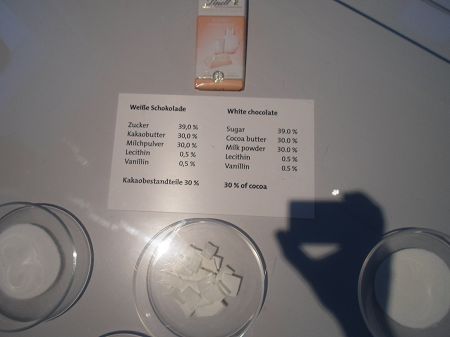 Lindt
Weiße Schokolade
Zucker 39,0 %
Kakaobutter 30,0 %
Milchpulver 30,0 %
Lecithin 0,5 %
Vanillin 0,5 %
Kakaobestandteile 30 %
White chocolate
Sugar 39.0 %
Cocoa butter 30.0 %
Milk powder 30.0 %
Lecithin 0.5 %
Vanillin 0.5 %
30 % of cocoa